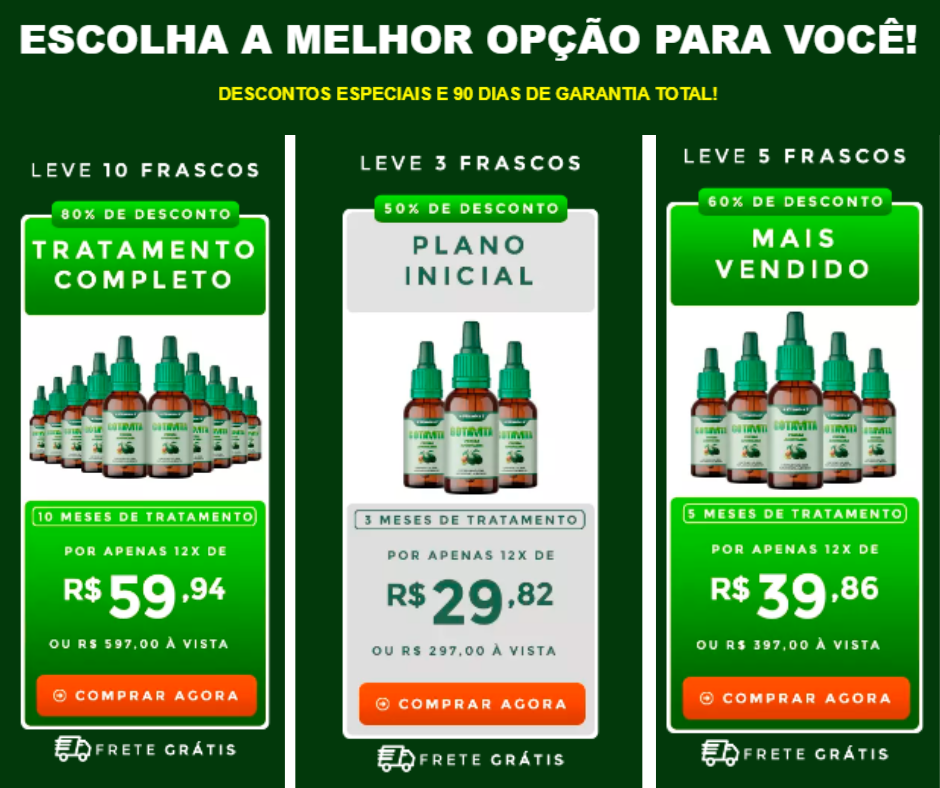 ESCOLHA A MELHOR OPÇÃO PARA VOCÊ!
DESCONTOS ESPECIAIS E 90 DIAS DE GARANTIA TOTAL!
LEVE 10 FRASCOS
80% DE DESCONTO
TRATAMENTO
COMPLETO
10 MESES DE TRATAMENTO
POR APENAS 12X DE
R$ 59,94
OU R$ 597,00 À VISTA
COMPRAR AGORA
FRETE GRÁTIS
LEVE 3 FRASCOS
50% DE DESCONTO
PLANO
INICIAL
3 MESES DE TRATAMENTO
POR APENAS 12X DE
R$ 29,82
OU R$ 297,00 À VISTA
COMPRAR AGORA
FRETE GRÁTIS
LEVE 5 FRASCOS
60% DE DESCONTO
MAIS
VENDIDO
5 MESES DE TRATAMENTO
POR APENAS 12X DE
R$ 39,86
OU R$ 397,00 À VISTA
COMPRAR AGORA
FRETE GRÁTIS